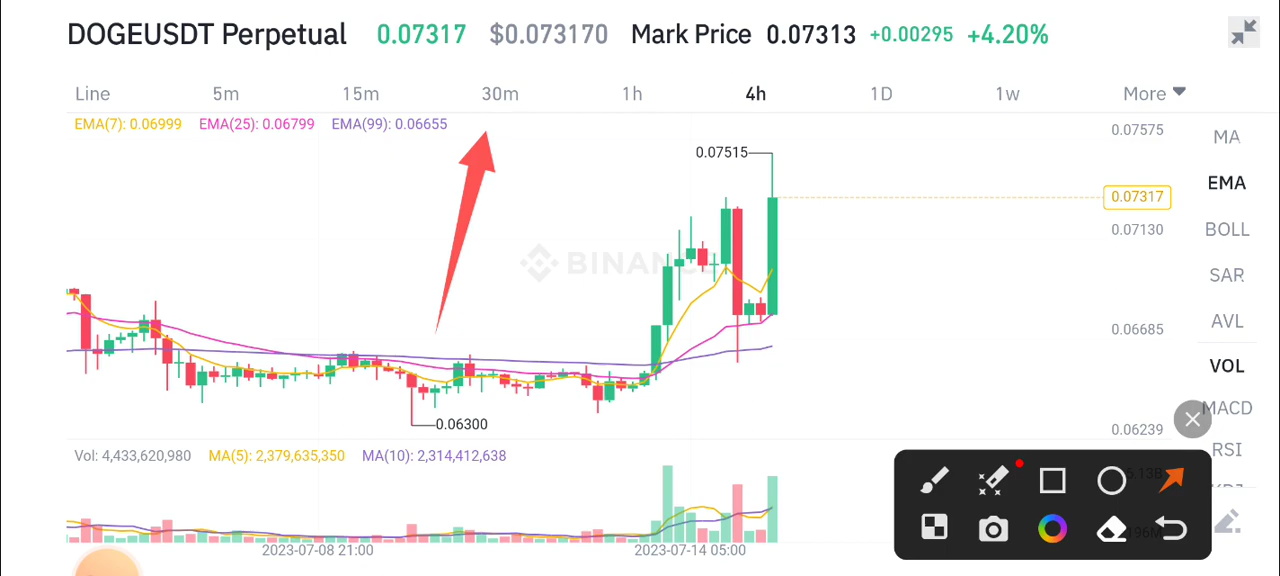 DOGEUSDT Perpetual 0.07317 $0.073170 Mark Price 0.07313 +0.00295 +4.20%
Line 5m 15m 30m 1h 4h 1D 1w More
EMA(7): 0.06999 EMA(25): 0.06799 EMA(99): 0.06655
0.07575
MA
0.07515
EMA
0.07317
0.07130
BOLL
BINANCE
SAR
AVL
0.06685
VOL
MACD
0.06300
0.06239
RSI
Vol: 4,433,620,980 MA(5): 2,379,635,350 MA(10): 2,314,412,638
2023-07-08 21:00 2023-07-14 05:00